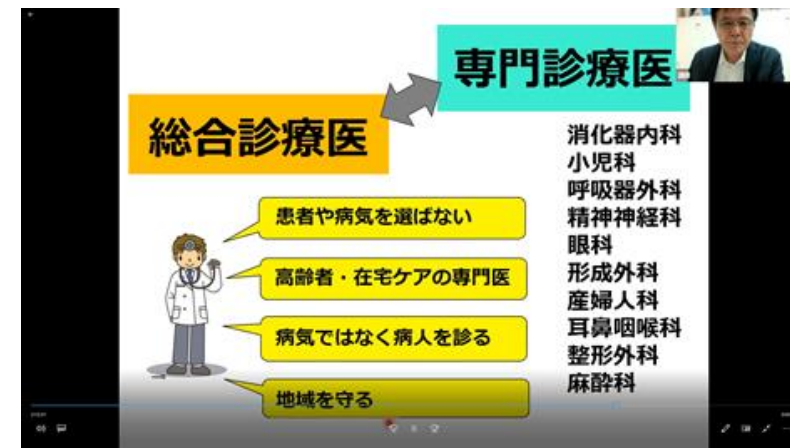 専門診療医
総合診療医
患者や病気を選ばない
高齢者・在宅ケアの専門医
病気ではなく病人を診る
地域を守る
消化器内科
小児科
呼吸器外科
精神神経科
眼科
形成外科
産婦人科
耳鼻咽喉科
整形外科
麻酔科